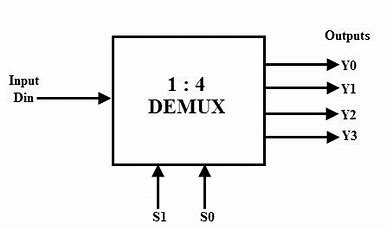 Outputs
Input
Din
1 : 4
DEMUX
Y0
Y1
Y2
Y3
S1
S0